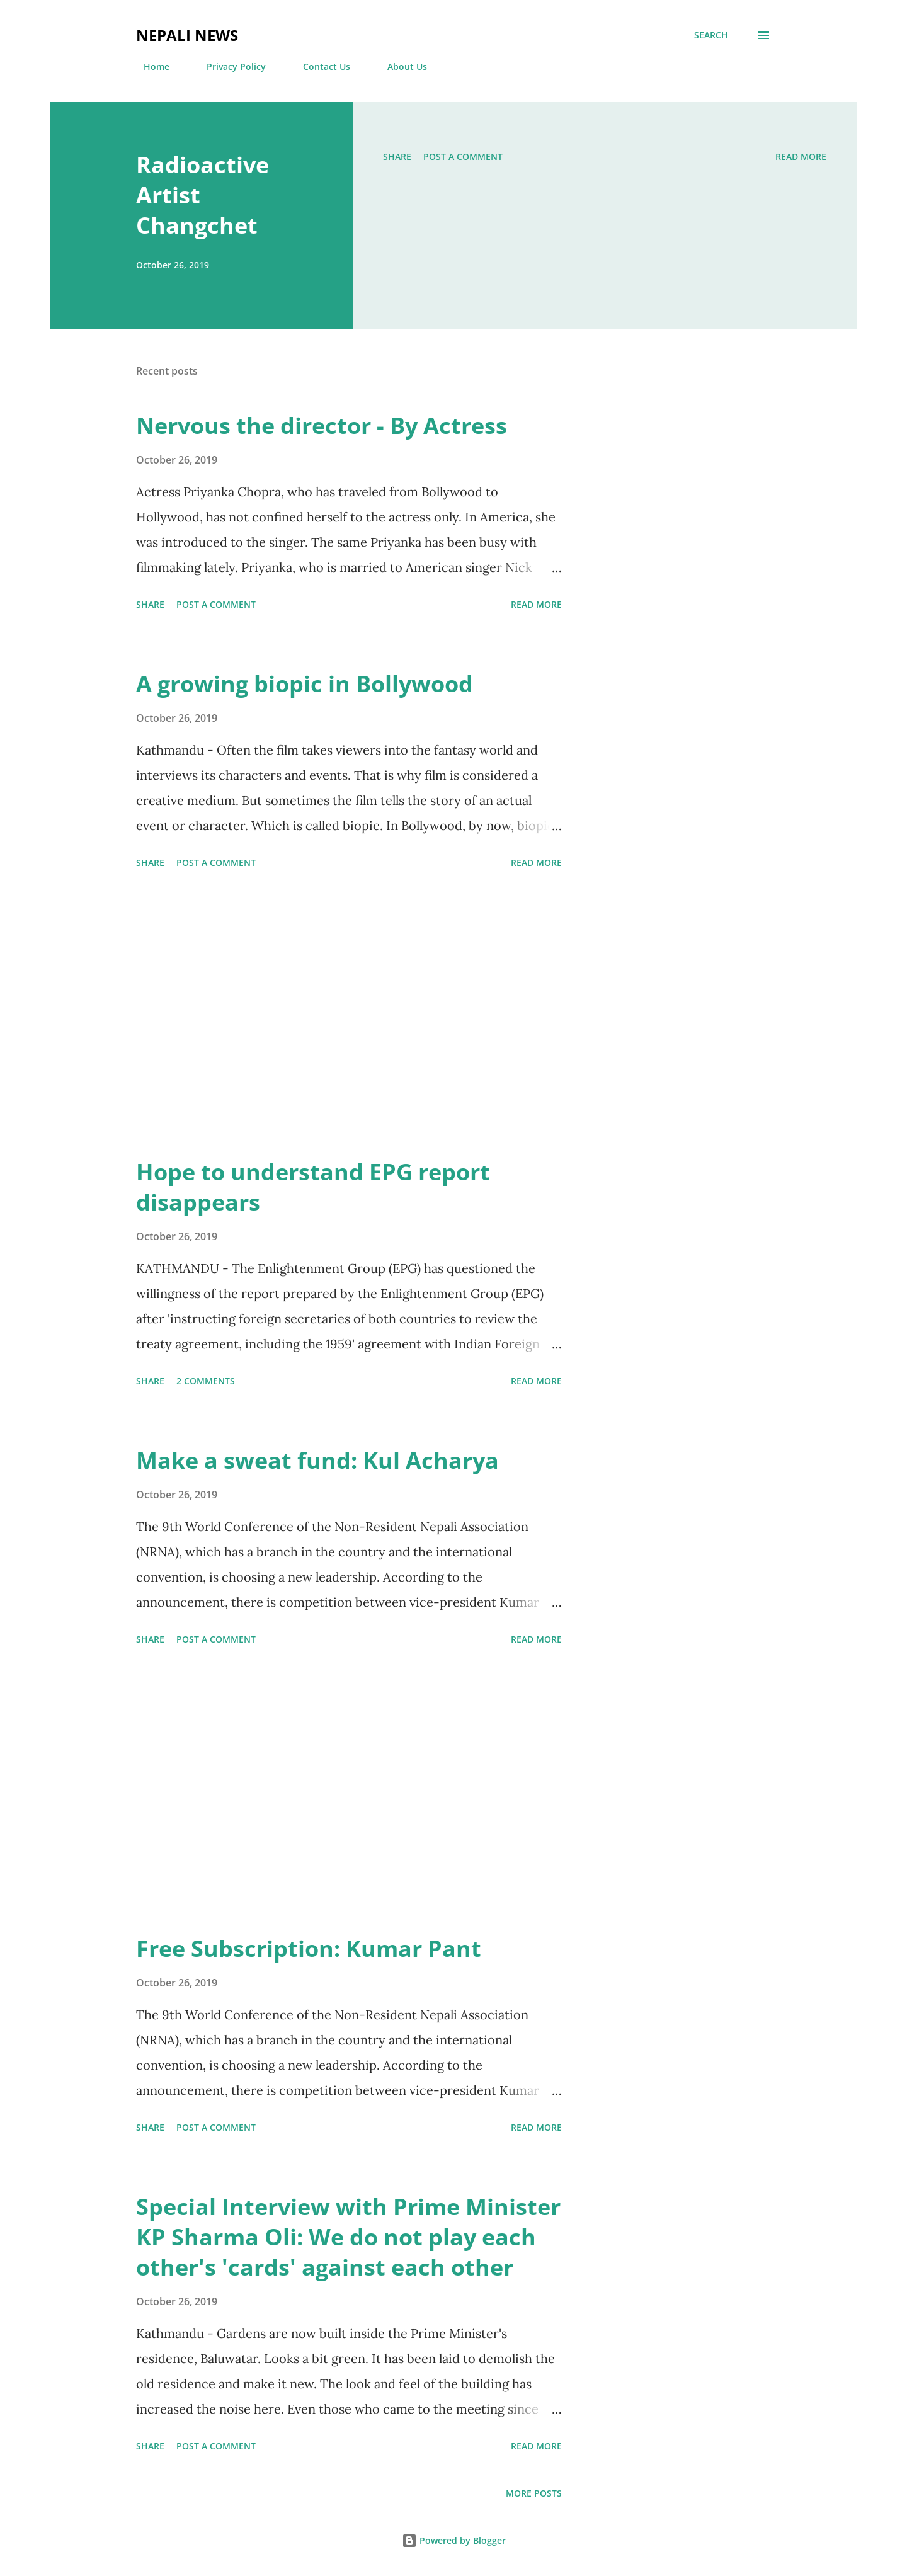 NEPALI NEWS
SEARCH
Home
Privacy Policy
Contact Us
About Us
Radioactive
Artist
Changchet
October 26, 2019
SHARE
POST A COMMENT
READ MORE
Recent posts
Nervous the director - By Actress
October 26, 2019
Actress Priyanka Chopra, who has traveled from Bollywood to
Hollywood, has not confined herself to the actress only. In America, she
was introduced to the singer. The same Priyanka has been busy with
filmmaking lately. Priyanka, who is married to American singer Nick ...
SHARE
POST A COMMENT
READ MORE
A growing biopic in Bollywood
October 26, 2019
Kathmandu - Often the film takes viewers into the fantasy world and
interviews its characters and events. That is why film is considered a
creative medium. But sometimes the film tells the story of an actual
event or character. Which is called biopic. In Bollywood, by now, biopi ...
SHARE
POST A COMMENT
READ MORE
Hope to understand EPG report
disappears
October 26, 2019
KATHMANDU - The Enlightenment Group (EPG) has questioned the
willingness of the report prepared by the Enlightenment Group (EPG)
after 'instructing foreign secretaries of both countries to review the
treaty agreement, including the 1959' agreement with Indian Foreign ...
SHARE
2 COMMENTS
READ MORE
Make a sweat fund: Kul Acharya
October 26, 2019
The 9th World Conference of the Non-Resident Nepali Association
(NRNA), which has a branch in the country and the international
convention, is choosing a new leadership. According to the
announcement, there is competition between vice-president Kumar ...
SHARE
POST A COMMENT
READ MORE
Free Subscription: Kumar Pant
October 26, 2019
The 9th World Conference of the Non-Resident Nepali Association
(NRNA), which has a branch in the country and the international
convention, is choosing a new leadership. According to the
announcement, there is competition between vice-president Kumar ...
SHARE
POST A COMMENT
READ MORE
Special Interview with Prime Minister
KP Sharma Oli: We do not play each
other's 'cards' against each other
October 26, 2019
Kathmandu - Gardens are now built inside the Prime Minister's
residence, Baluwatar. Looks a bit green. It has been laid to demolish the
old residence and make it new. The look and feel of the building has
increased the noise here. Even those who came to the meeting since ...
SHARE
POST A COMMENT
READ MORE
MORE POSTS
Powered by Blogger